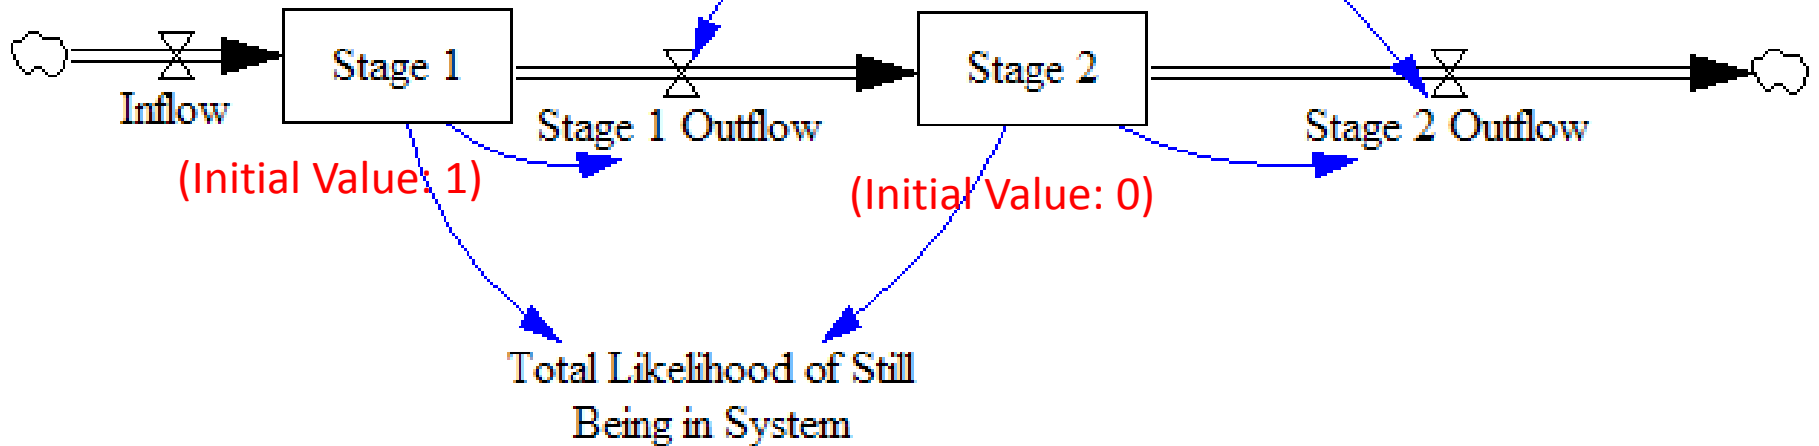 Stage 1
Stage 2
Inflow
Stage 1 Outflow
Stage 2 Outflow
(Initial Value: 1)
(Initial Value: 0)
Total Likelihood of Still
Being in System